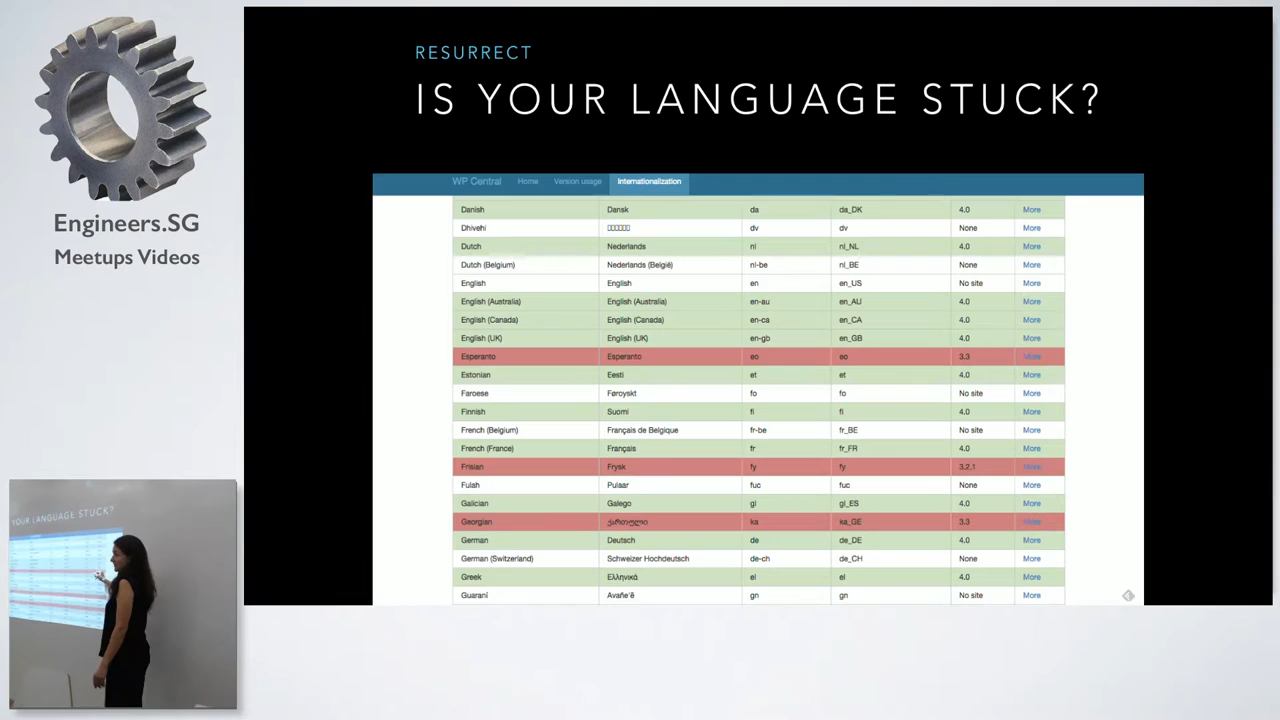 Engineers.SG
Meetups Videos
RESURRECT
IS YOUR LANGUAGE STUCK?
WP Central Home Version usage Internationalization
Danish Dansk da da_DK 4.0 More
Dhivehi dv dv None More
Dutch Nederlands nl nl_NL 4.0 More
Dutch (Belgium) Nederlands (België) nl-be nl_BE None More
English English en en_US No site More
English (Australia) English (Australia) en-au en_AU 4.0 More
English (Canada) English (Canada) en-ca en_CA 4.0 More
English (UK) English (UK) en-gb en_GB 4.0 More
Esperanto Esperanto eo eo 3.3 More
Estonian Eesti et et 4.0 More
Faroese Føroyskt fo fo No site More
Finnish Suomi fi fi 4.0 More
French (Belgium) Français de Belgique fr-be fr_BE No site More
French (France) Français fr fr_FR 4.0 More
Frisian Frysk fy fy 3.2.1 More
Fulah Pulaar fuc fuc None More
Galician Galego gl gl_ES 4.0 More
Georgian ქართული ka ka_GE 3.3 More
German Deutsch de de_DE 4.0 More
German (Switzerland) Schweizer Hochdeutsch de-ch de_CH None More
Greek Ελληνικά el el 4.0 More
Guaraní Avañe'ẽ gn gn No site More
YOUR LANGUAGE STUCK?